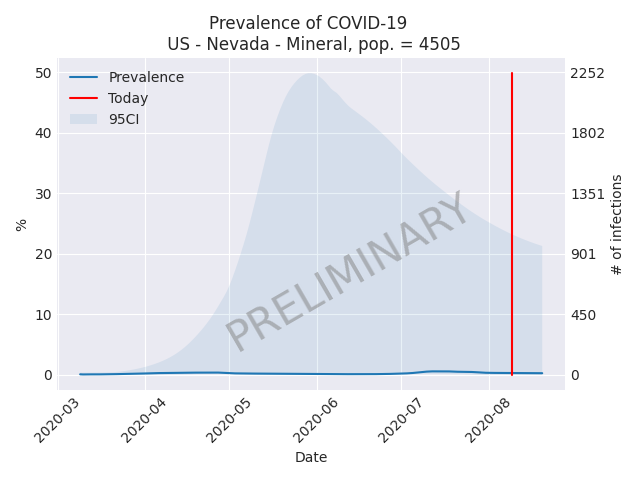 Prevalence of COVID-19
US - Nevada - Mineral, pop. = 4505
Prevalence
Today
95CI
50
40
30
20
10
0
%
2252
1802
1351
901
450
0
# of infections
PRELIMINARY
2020-03
2020-04
2020-05
2020-06
2020-07
2020-08
Date